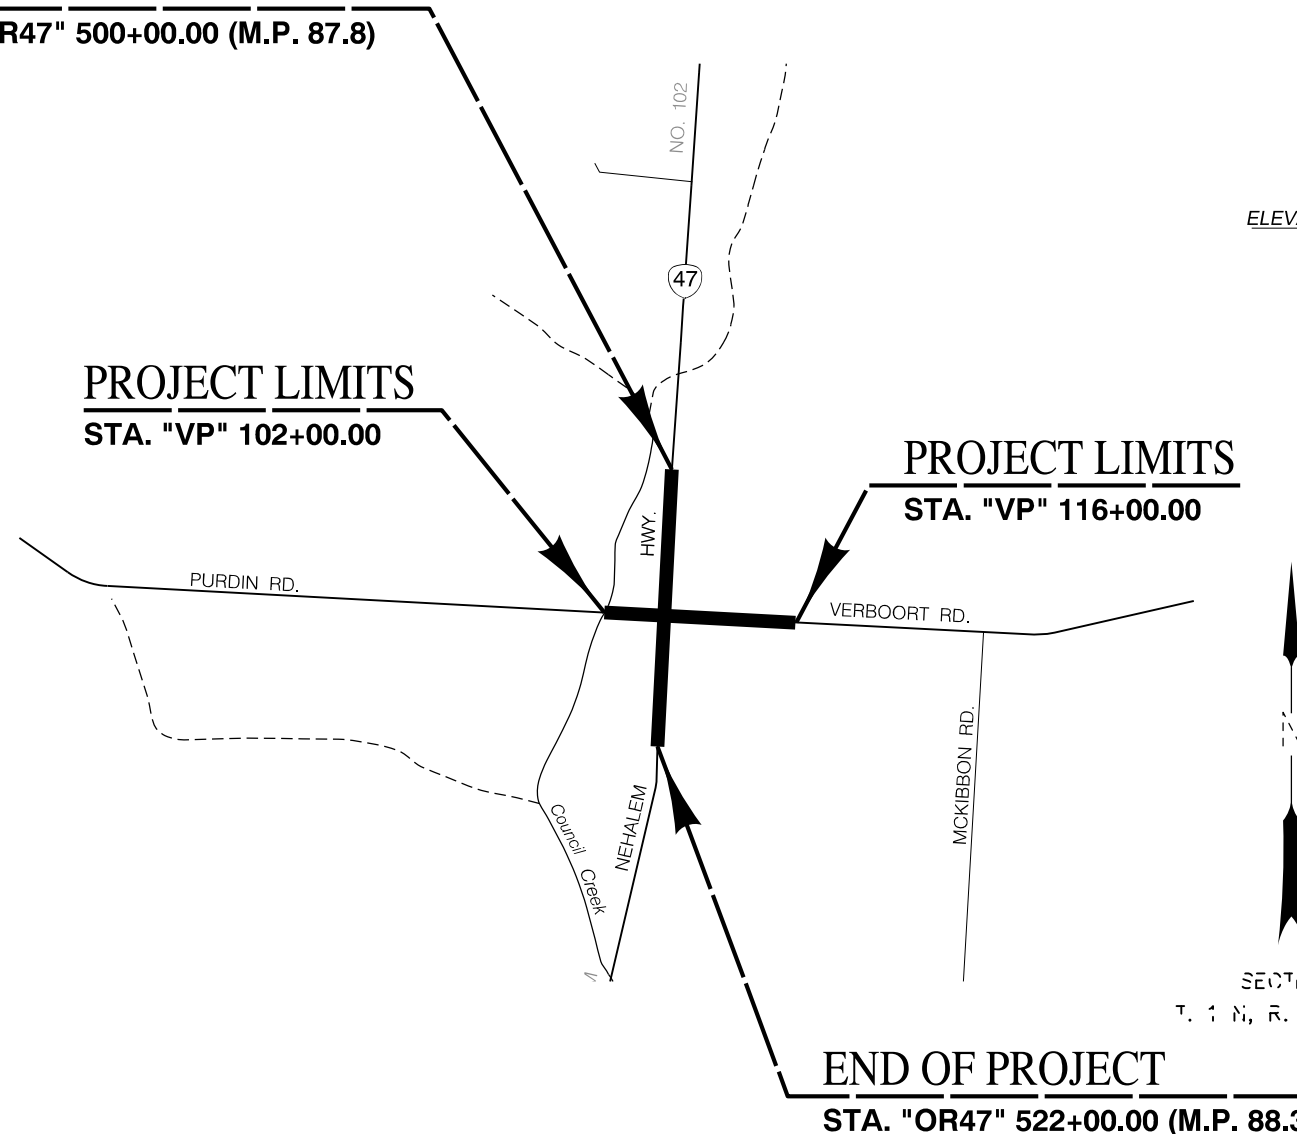 R47" 500+00.00 (M.P. 87.8)
NO. 102
ELEV
47
PROJECT LIMITS
STA. "VP" 102+00.00
PROJECT LIMITS
STA. "VP" 116+00.00
HWY.
PURDIN RD.
VERBOORT RD.
MCKIBBON RD.
N
NEHALEM
Council Creek
SECT
T. 1 N, R.
END OF PROJECT
STA. "OR47" 522+00.00 (M.P. 88.3